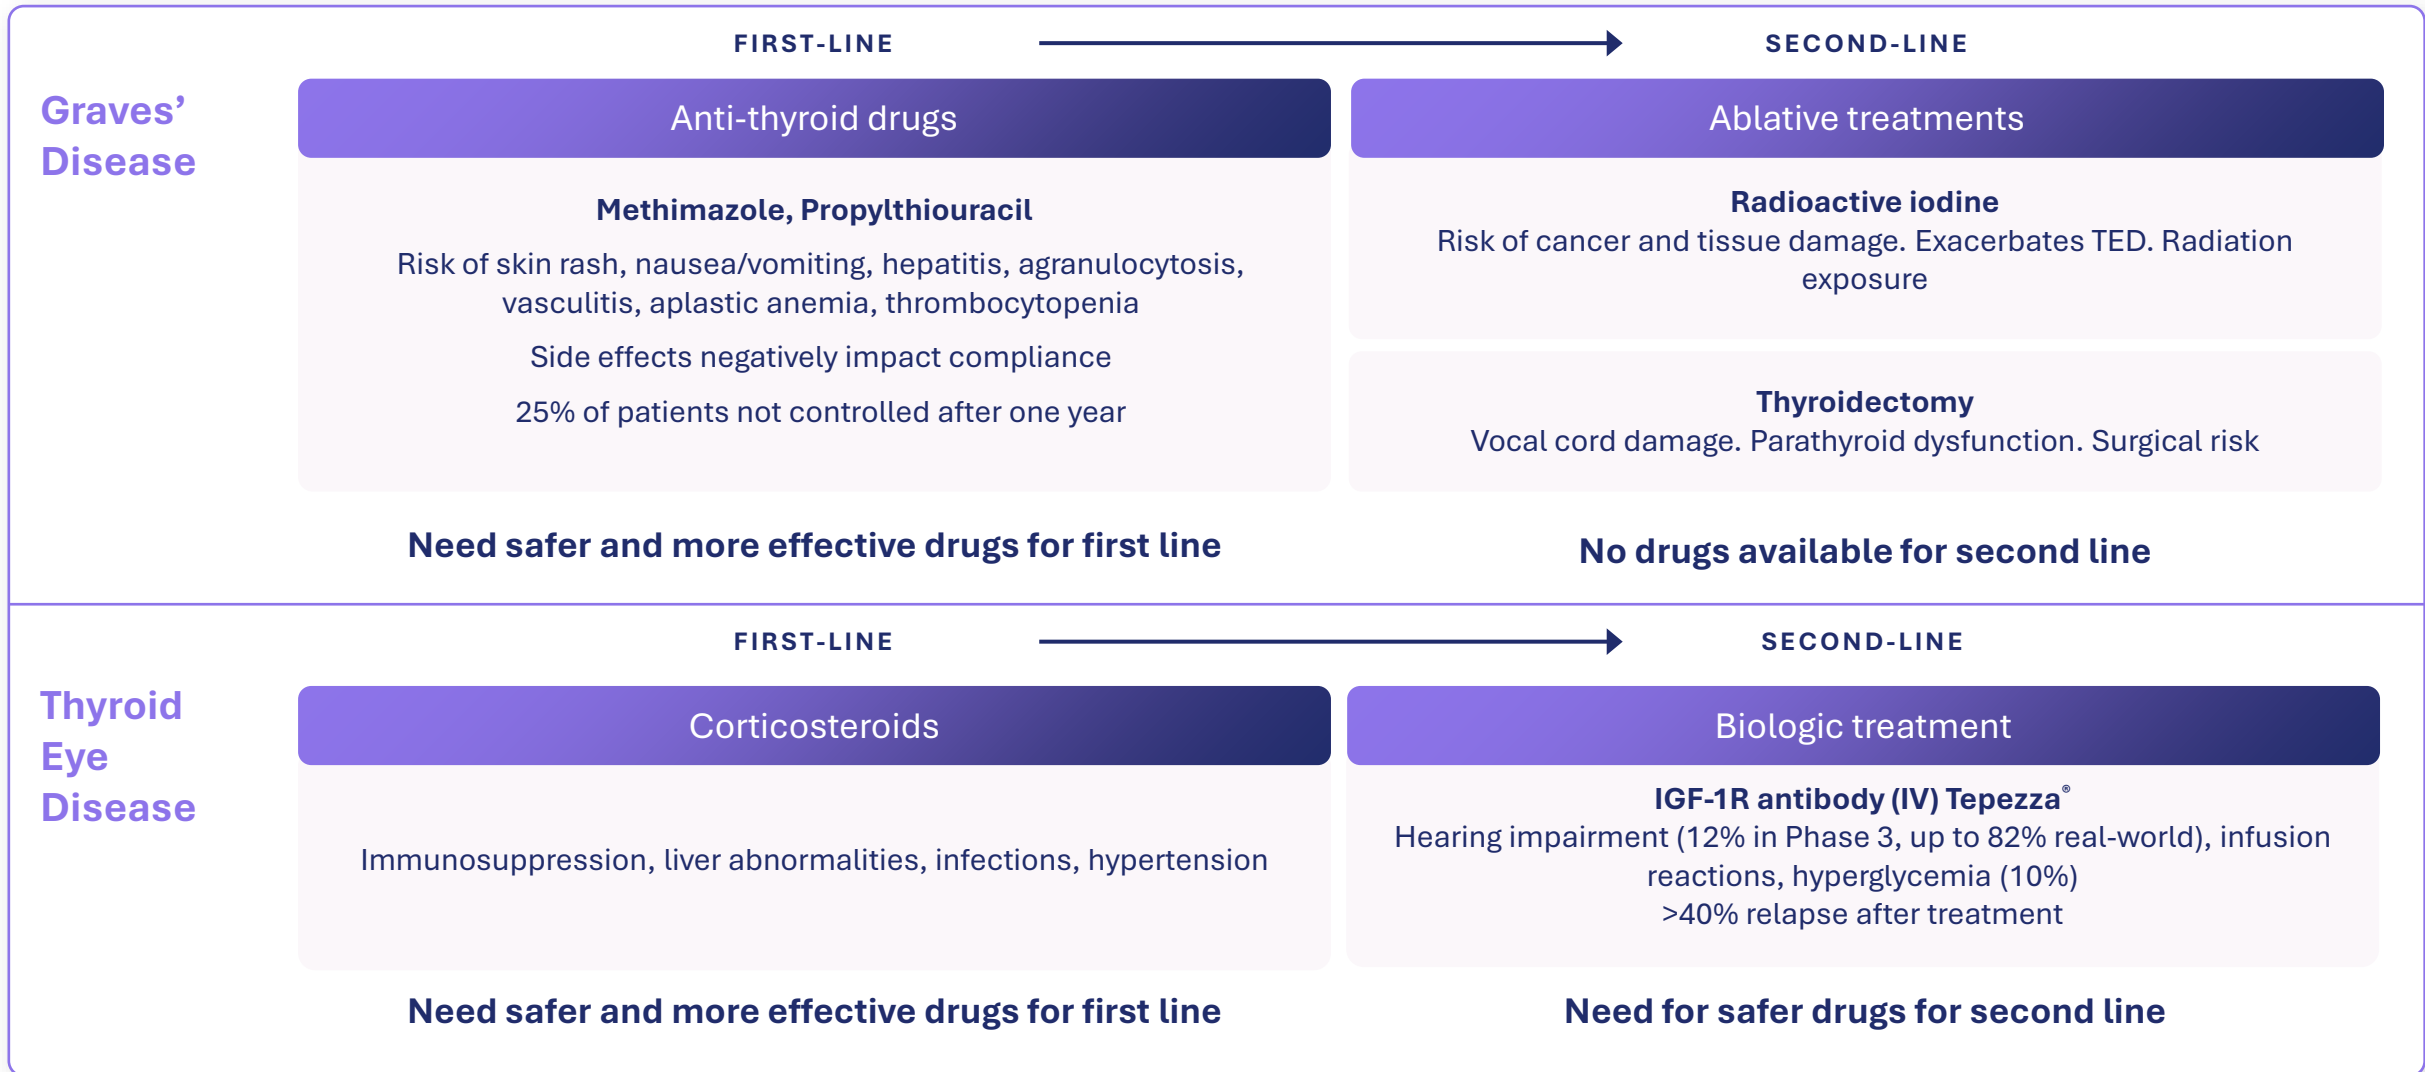 FIRST-LINE
SECOND-LINE
Graves’
Disease
Anti-thyroid drugs
Methimazole, Propylthiouracil
Risk of skin rash, nausea/vomiting, hepatitis, agranulocytosis,
vasculitis, aplastic anemia, thrombocytopenia
Side effects negatively impact compliance
25% of patients not controlled after one year
Need safer and more effective drugs for first line
Ablative treatments
Radioactive iodine
Risk of cancer and tissue damage. Exacerbates TED. Radiation
exposure
Thyroidectomy
Vocal cord damage. Parathyroid dysfunction. Surgical risk
No drugs available for second line
FIRST-LINE
SECOND-LINE
Thyroid
Eye
Disease
Corticosteroids
Immunosuppression, liver abnormalities, infections, hypertension
Need safer and more effective drugs for first line
Biologic treatment
IGF-1R antibody (IV) Tepezza®
Hearing impairment (12% in Phase 3, up to 82% real-world), infusion
reactions, hyperglycemia (10%)
>40% relapse after treatment
Need for safer drugs for second line